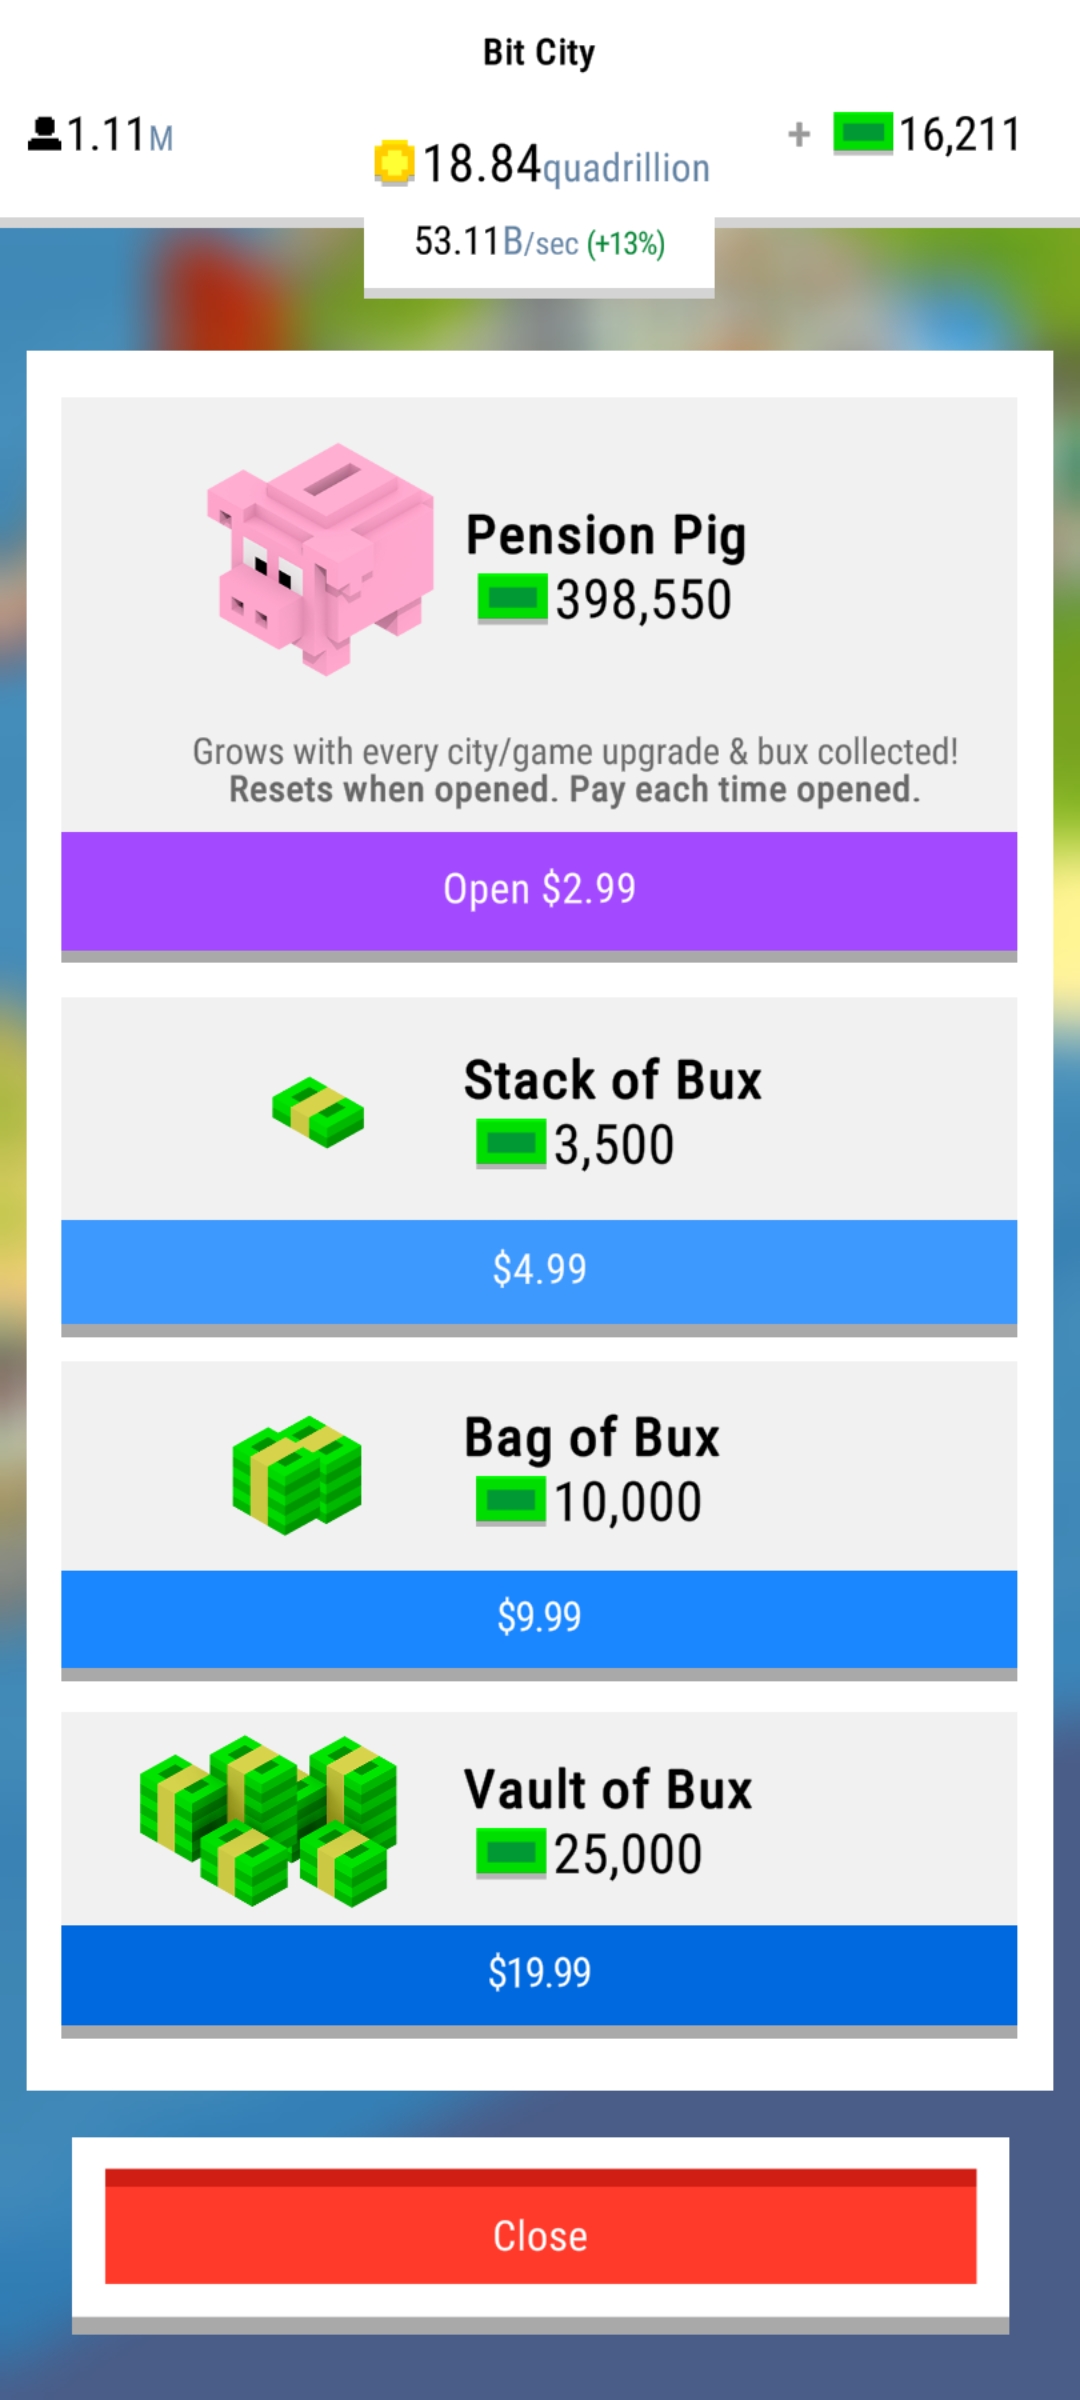 Bit City
1.11M
+ 16,211
18.84quadrillion
53.11B/sec (+13%)
Pension Pig
398,550
Grows with every city/game upgrade & bux collected!
Resets when opened. Pay each time opened.
Open $2.99
Stack of Bux
3,500
$4.99
Bag of Bux
10,000
$9.99
Vault of Bux
25,000
$19.99
Close